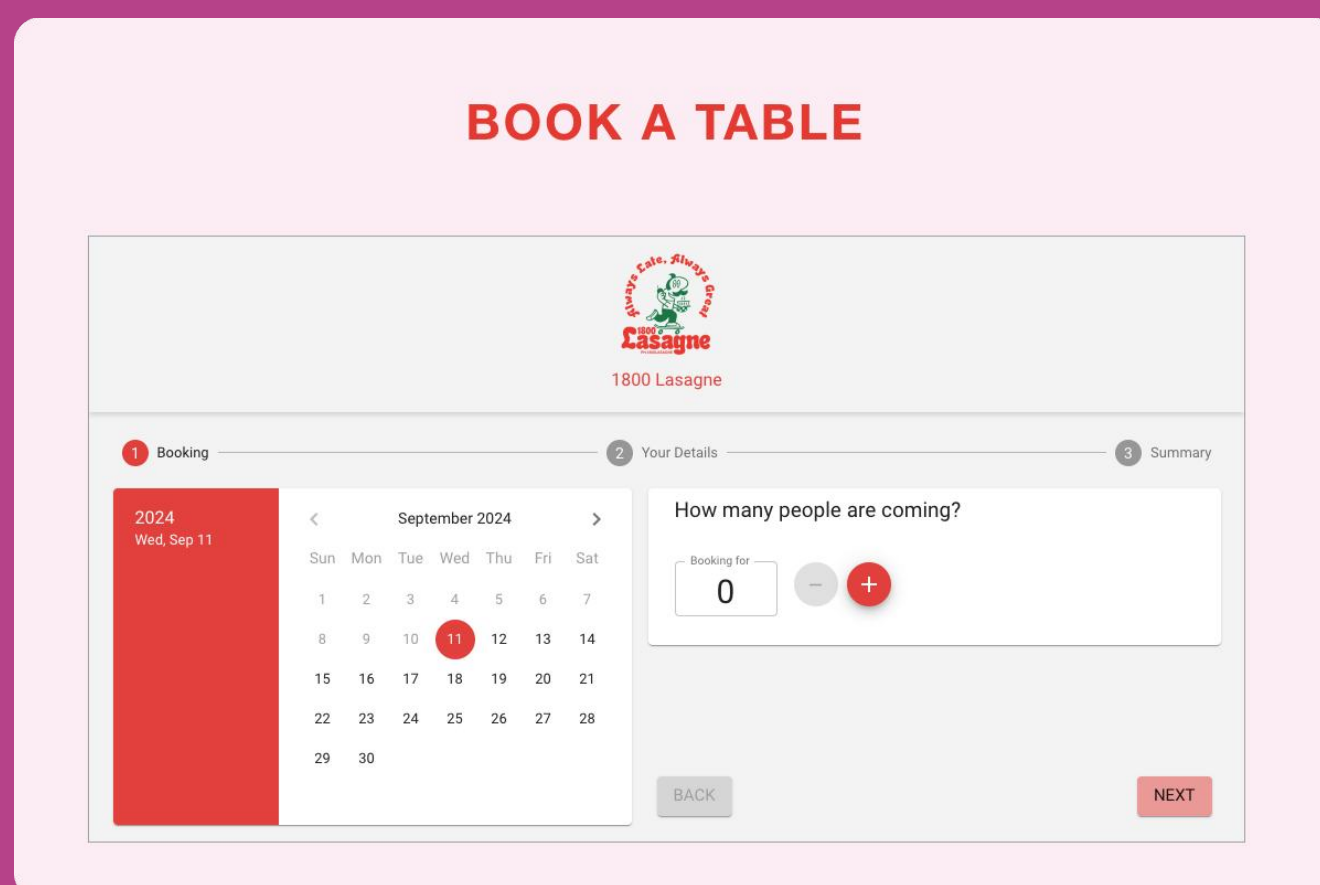 BOOK A TABLE
Always Late, Always Great
1800
Lasagne
1800 Lasagne
1 Booking 2 Your Details 3 Summary
2024
Wed, Sep 11
September 2024
Sun Mon Tue Wed Thu Fri Sat
1 2 3 4 5 6 7
8 9 10 11 12 13 14
15 16 17 18 19 20 21
22 23 24 25 26 27 28
29 30
How many people are coming?
Booking for
0
− +
BACK
NEXT